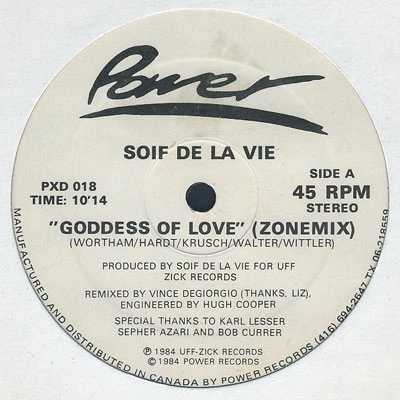 Power
SOIF DE LA VIE
PXD 018
TIME: 10'14
SIDE A
45 RPM
STEREO
"GODDESS OF LOVE" (ZONEMIX)
(WORTHAM/HARDT/KRUSCH/WALTER/WITTLER)
PRODUCED BY SOIF DE LA VIE FOR UFF
ZICK RECORDS
REMIXED BY VINCE DEGIORGIO (THANKS, LIZ),
ENGINEERED BY HUGH COOPER
SPECIAL THANKS TO KARL LESSER
SEPHER AZARI AND BOB CURRER
℗ 1984 UFF-ZICK RECORDS
© 1984 POWER RECORDS
MANUFACTURED AND DISTRIBUTED IN CANADA BY POWER RECORDS (416) 694-2647 TX 06-218559